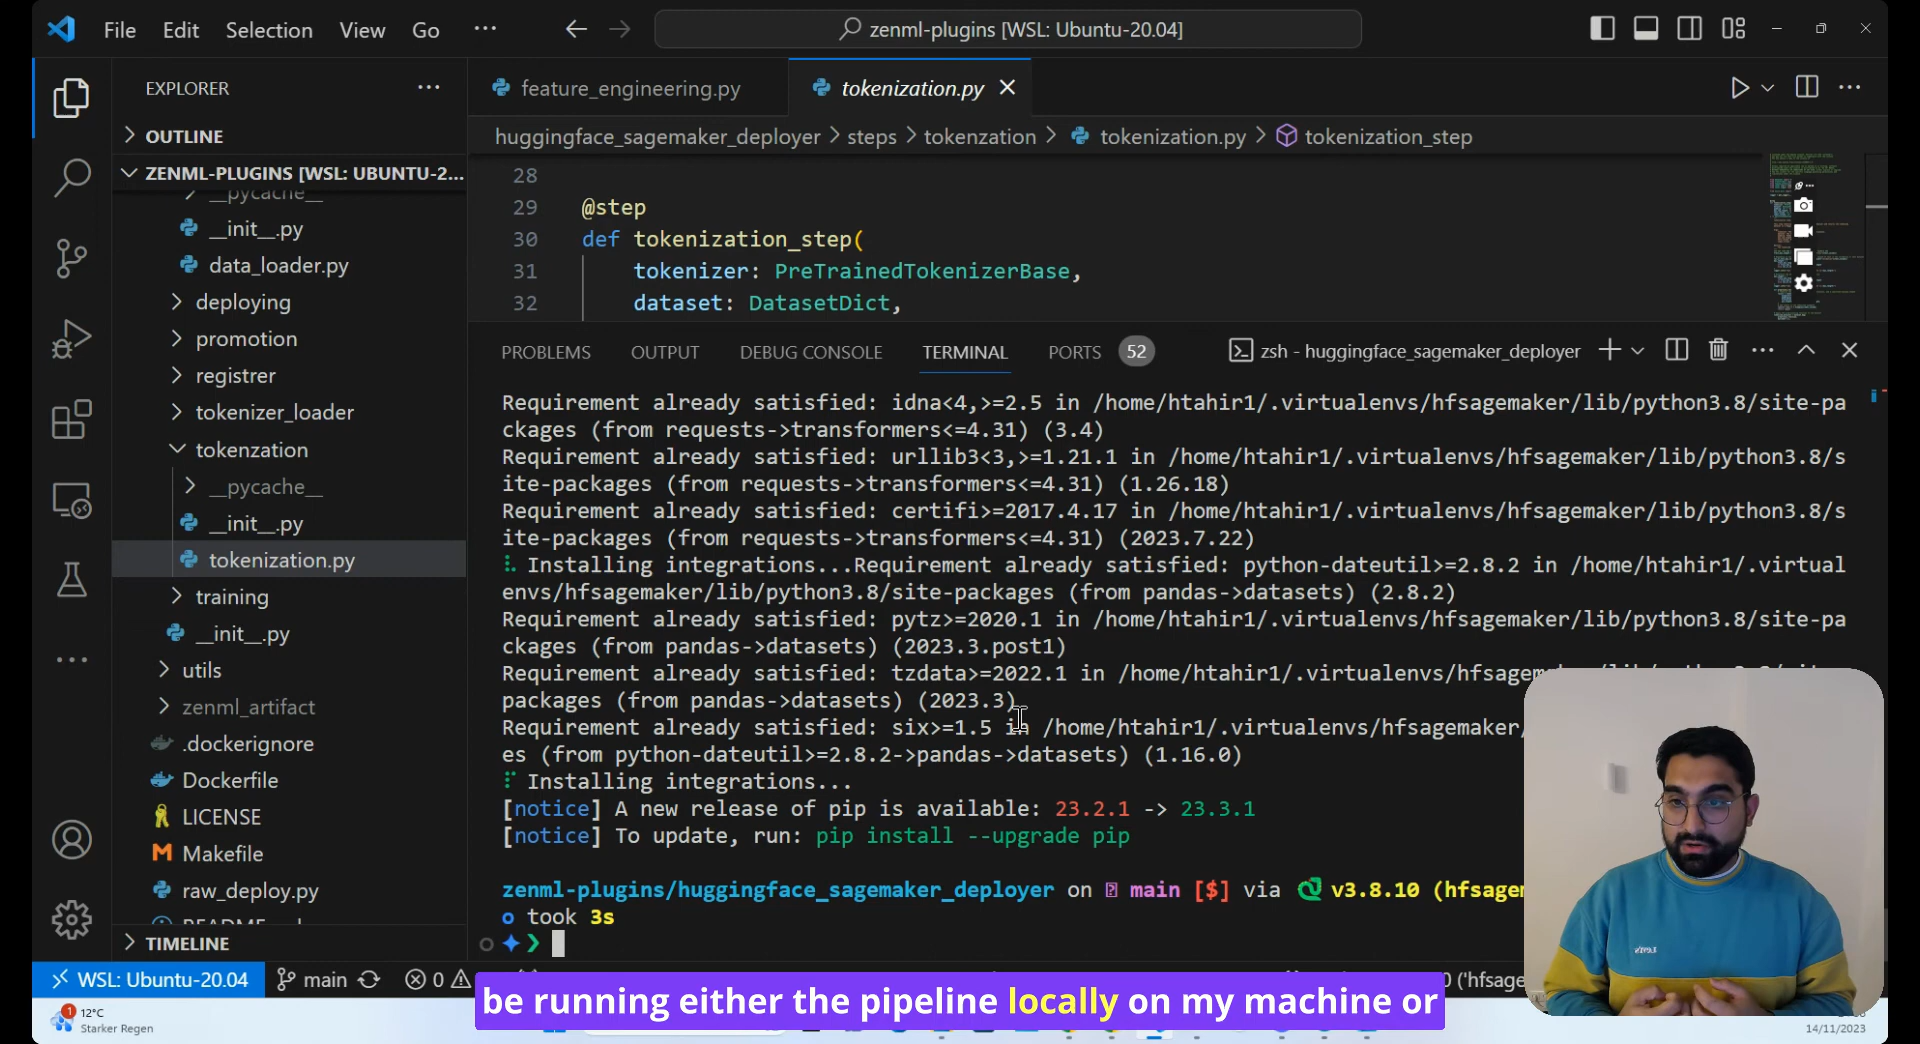 File Edit Selection View Go ··· zenml-plugins [WSL: Ubuntu-20.04]
EXPLORER ···
OUTLINE
ZENML-PLUGINS [WSL: UBUNTU-2...
__pycache__
__init__.py
data_loader.py
deploying
promotion
registrer
tokenizer_loader
tokenzation
__pycache__
__init__.py
tokenization.py
training
__init__.py
utils
zenml_artifact
.dockerignore
Dockerfile
LICENSE
Makefile
raw_deploy.py
TIMELINE
feature_engineering.py tokenization.py
huggingface_sagemaker_deployer > steps > tokenzation > tokenization.py > tokenization_step
28
29 @step
30 def tokenization_step(
31 tokenizer: PreTrainedTokenizerBase,
32 dataset: DatasetDict,
PROBLEMS OUTPUT DEBUG CONSOLE TERMINAL PORTS 52 zsh - huggingface_sagemaker_deployer
Requirement already satisfied: idna<4,>=2.5 in /home/htahir1/.virtualenvs/hfsagemaker/lib/python3.8/site-pa
ckages (from requests->transformers<=4.31) (3.4)
Requirement already satisfied: urllib3<3,>=1.21.1 in /home/htahir1/.virtualenvs/hfsagemaker/lib/python3.8/s
ite-packages (from requests->transformers<=4.31) (1.26.18)
Requirement already satisfied: certifi>=2017.4.17 in /home/htahir1/.virtualenvs/hfsagemaker/lib/python3.8/s
ite-packages (from requests->transformers<=4.31) (2023.7.22)
Installing integrations...Requirement already satisfied: python-dateutil>=2.8.2 in /home/htahir1/.virtual
envs/hfsagemaker/lib/python3.8/site-packages (from pandas->datasets) (2.8.2)
Requirement already satisfied: pytz>=2020.1 in /home/htahir1/.virtualenvs/hfsagemaker/lib/python3.8/site-pa
ckages (from pandas->datasets) (2023.3.post1)
Requirement already satisfied: tzdata>=2022.1 in /home/htahir1/.virtualenvs/hfsagemaker/lib/python3.8/site-
packages (from pandas->datasets) (2023.3)
Requirement already satisfied: six>=1.5 in /home/htahir1/.virtualenvs/hfsagemaker/
es (from python-dateutil>=2.8.2->pandas->datasets) (1.16.0)
Installing integrations...
[notice] A new release of pip is available: 23.2.1 -> 23.3.1
[notice] To update, run: pip install --upgrade pip
zenml-plugins/huggingface_sagemaker_deployer on main [$] via v3.8.10 (hfsagem
took 3s
WSL: Ubuntu-20.04 main 0
be running either the pipeline locally on my machine or
1 12°C
Starker Regen
14/11/2023